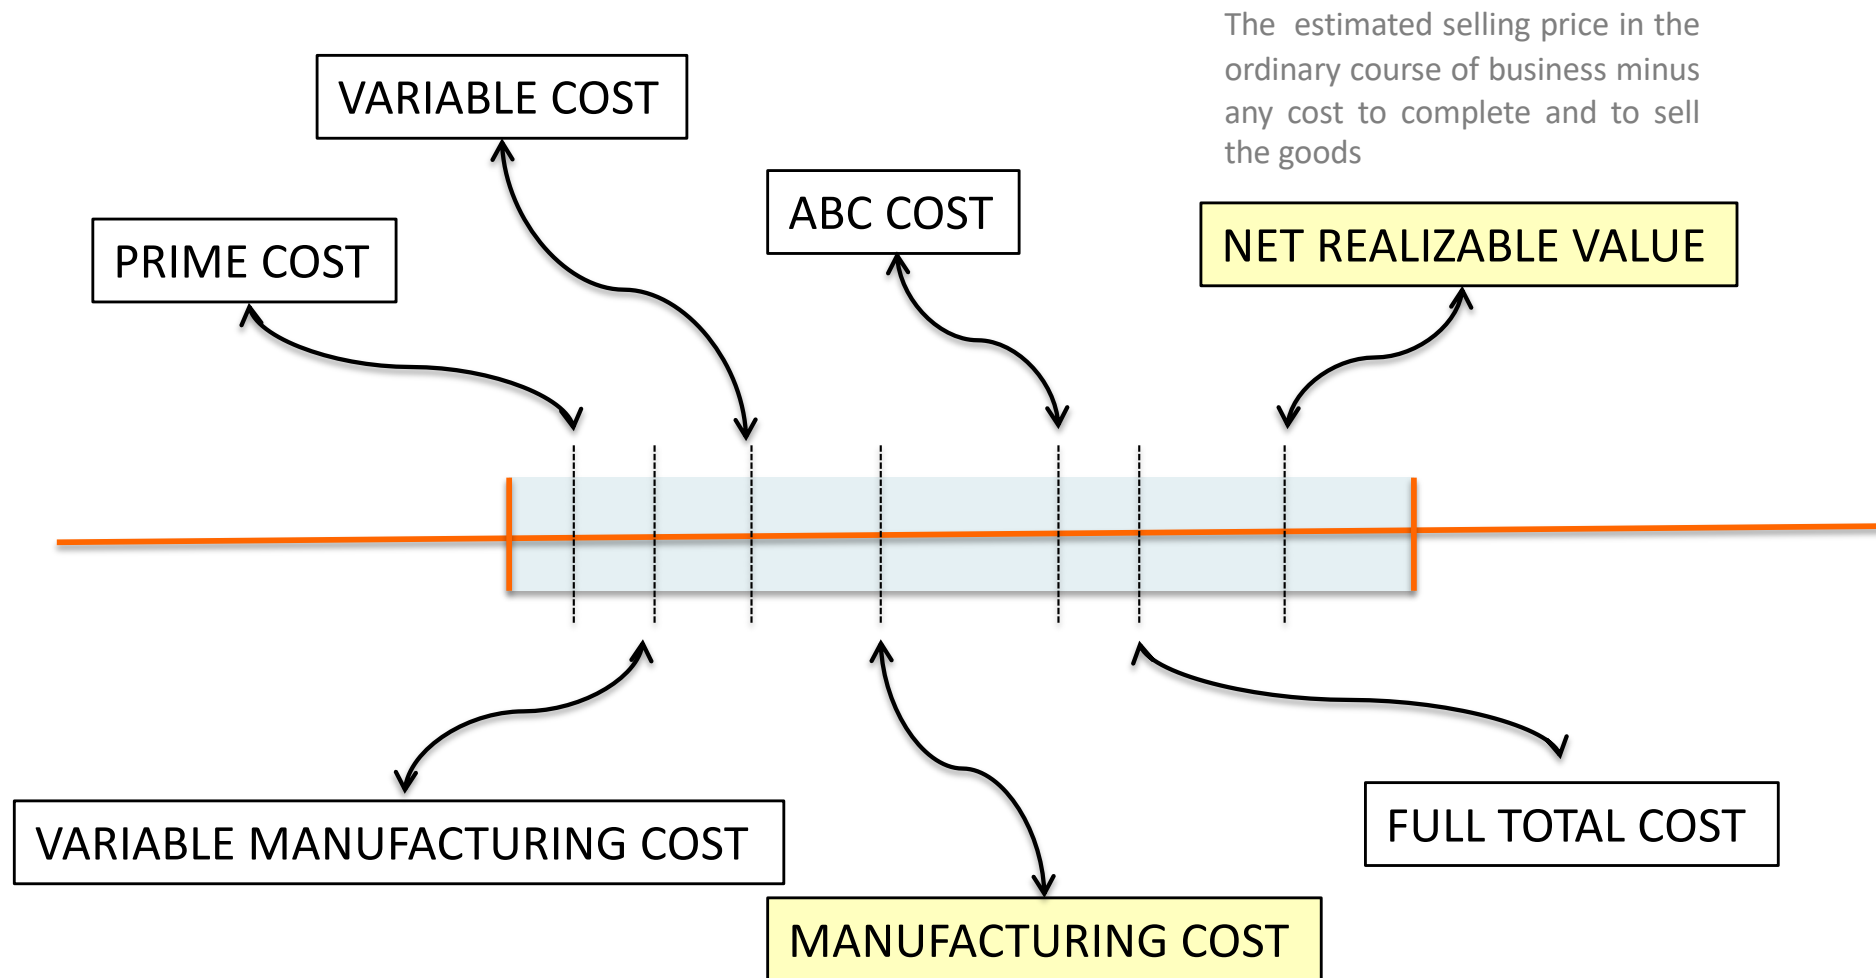 The estimated selling price in the
ordinary course of business minus
any cost to complete and to sell
the goods
VARIABLE COST
ABC COST
NET REALIZABLE VALUE
PRIME COST
VARIABLE MANUFACTURING COST
FULL TOTAL COST
MANUFACTURING COST